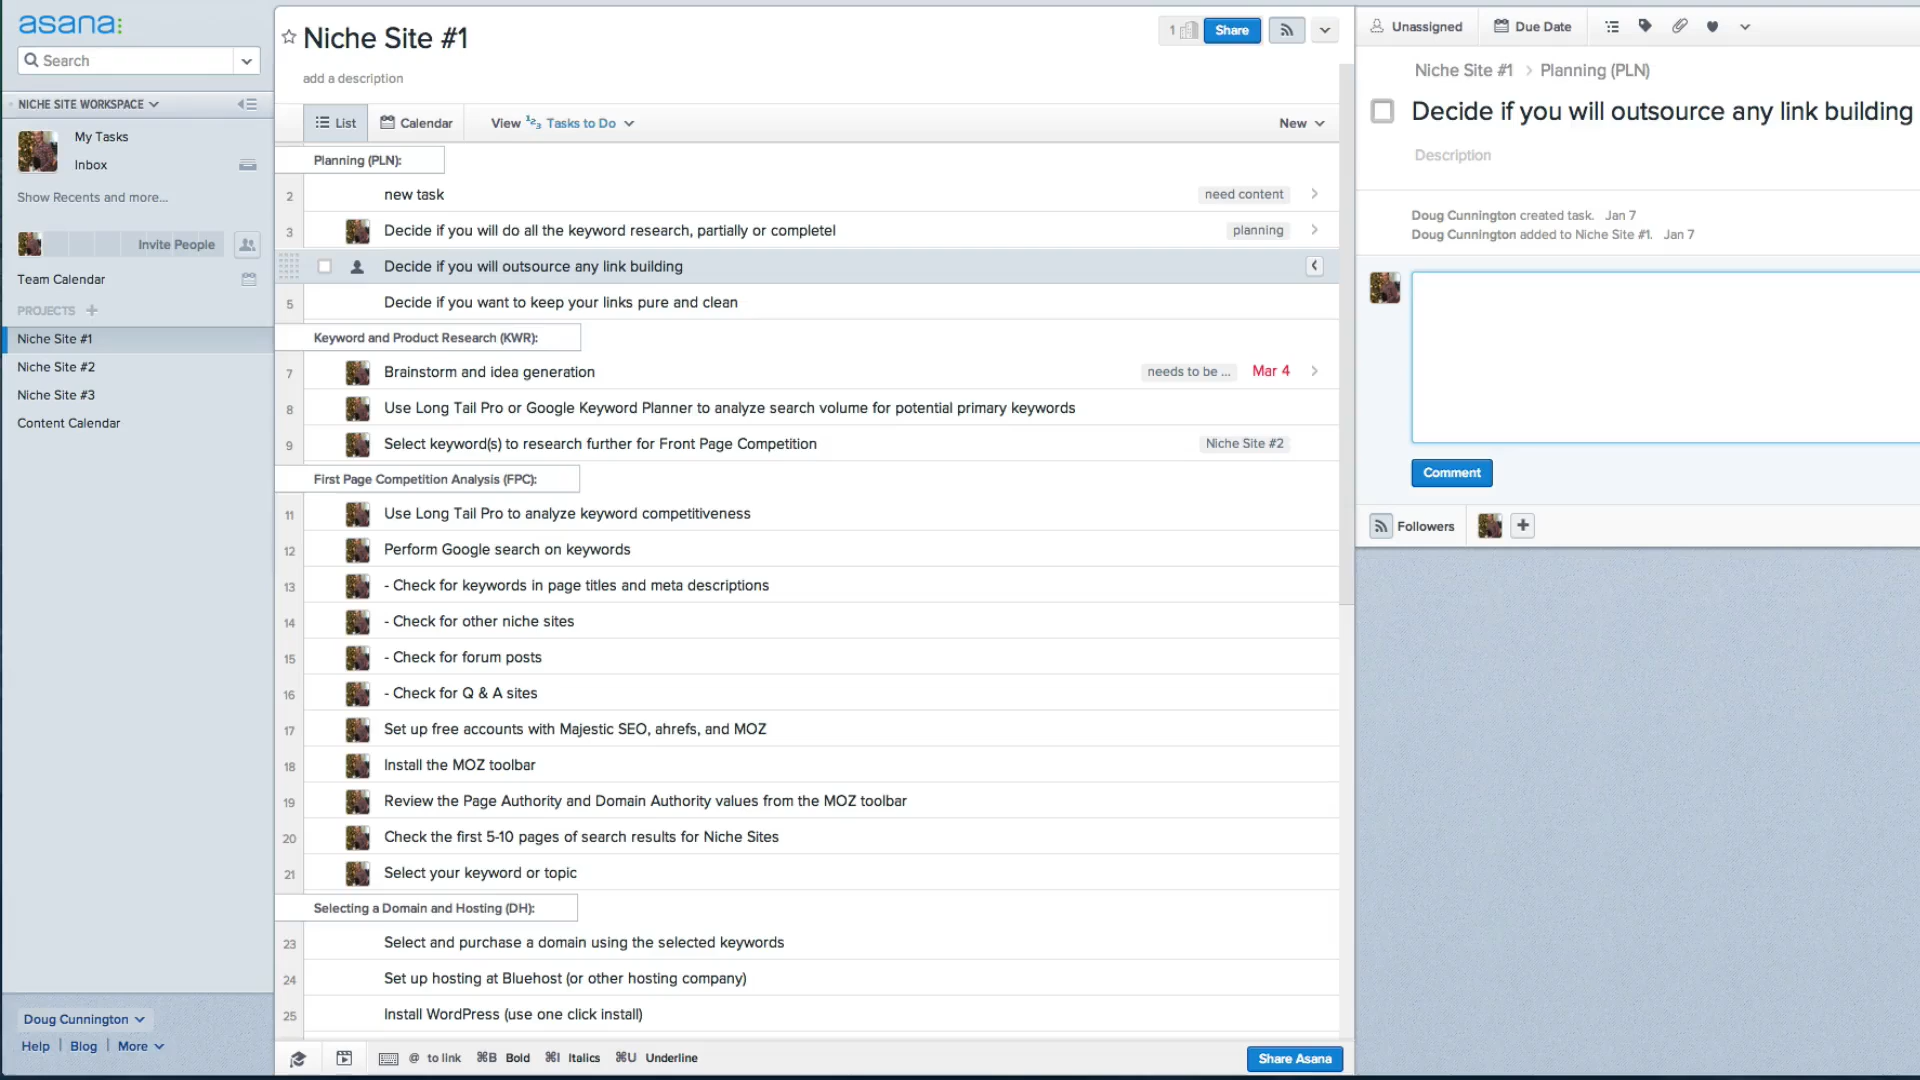 asana:
Search
NICHE SITE WORKSPACE
My Tasks
Inbox
Show Recents and more...
Invite People
Team Calendar
PROJECTS +
Niche Site #1
Niche Site #2
Niche Site #3
Content Calendar
Doug Cunnington
Help | Blog | More
Niche Site #1
1
Share
add a description
List
Calendar
View Tasks to Do
New
Planning (PLN):
2 new task need content
3 Decide if you will do all the keyword research, partially or completel planning
Decide if you will outsource any link building
5 Decide if you want to keep your links pure and clean
Keyword and Product Research (KWR):
7 Brainstorm and idea generation needs to be ... Mar 4
8 Use Long Tail Pro or Google Keyword Planner to analyze search volume for potential primary keywords
9 Select keyword(s) to research further for Front Page Competition Niche Site #2
First Page Competition Analysis (FPC):
11 Use Long Tail Pro to analyze keyword competitiveness
12 Perform Google search on keywords
13 - Check for keywords in page titles and meta descriptions
14 - Check for other niche sites
15 - Check for forum posts
16 - Check for Q & A sites
17 Set up free accounts with Majestic SEO, ahrefs, and MOZ
18 Install the MOZ toolbar
19 Review the Page Authority and Domain Authority values from the MOZ toolbar
20 Check the first 5-10 pages of search results for Niche Sites
21 Select your keyword or topic
Selecting a Domain and Hosting (DH):
23 Select and purchase a domain using the selected keywords
24 Set up hosting at Bluehost (or other hosting company)
25 Install WordPress (use one click install)
@ to link ⌘B Bold ⌘I Italics ⌘U Underline
Share Asana
Unassigned
Due Date
Niche Site #1 > Planning (PLN)
Decide if you will outsource any link building
Description
Doug Cunnington created task. Jan 7
Doug Cunnington added to Niche Site #1. Jan 7
Comment
Followers
+